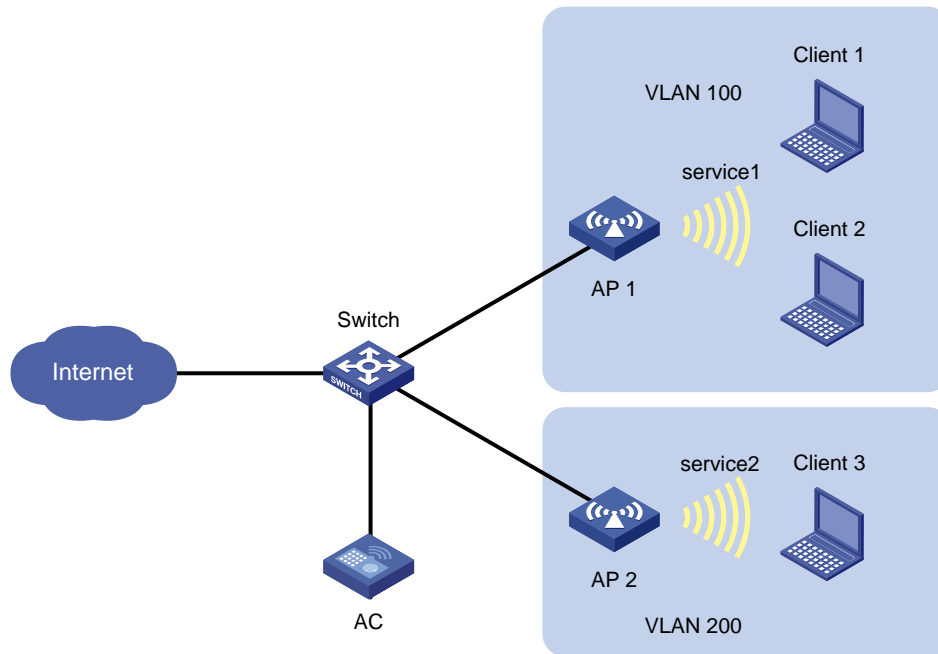 Client 1
VLAN 100
service1
Client 2
AP 1
Switch
Internet
SWITCH
service2
Client 3
AP 2
AC
VLAN 200